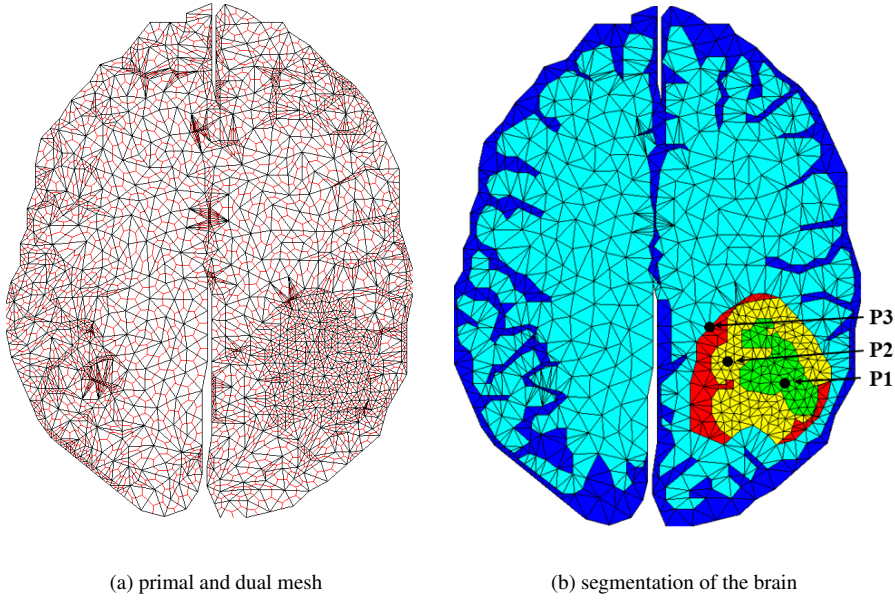 P3
P2
P1
(a) primal and dual mesh
(b) segmentation of the brain